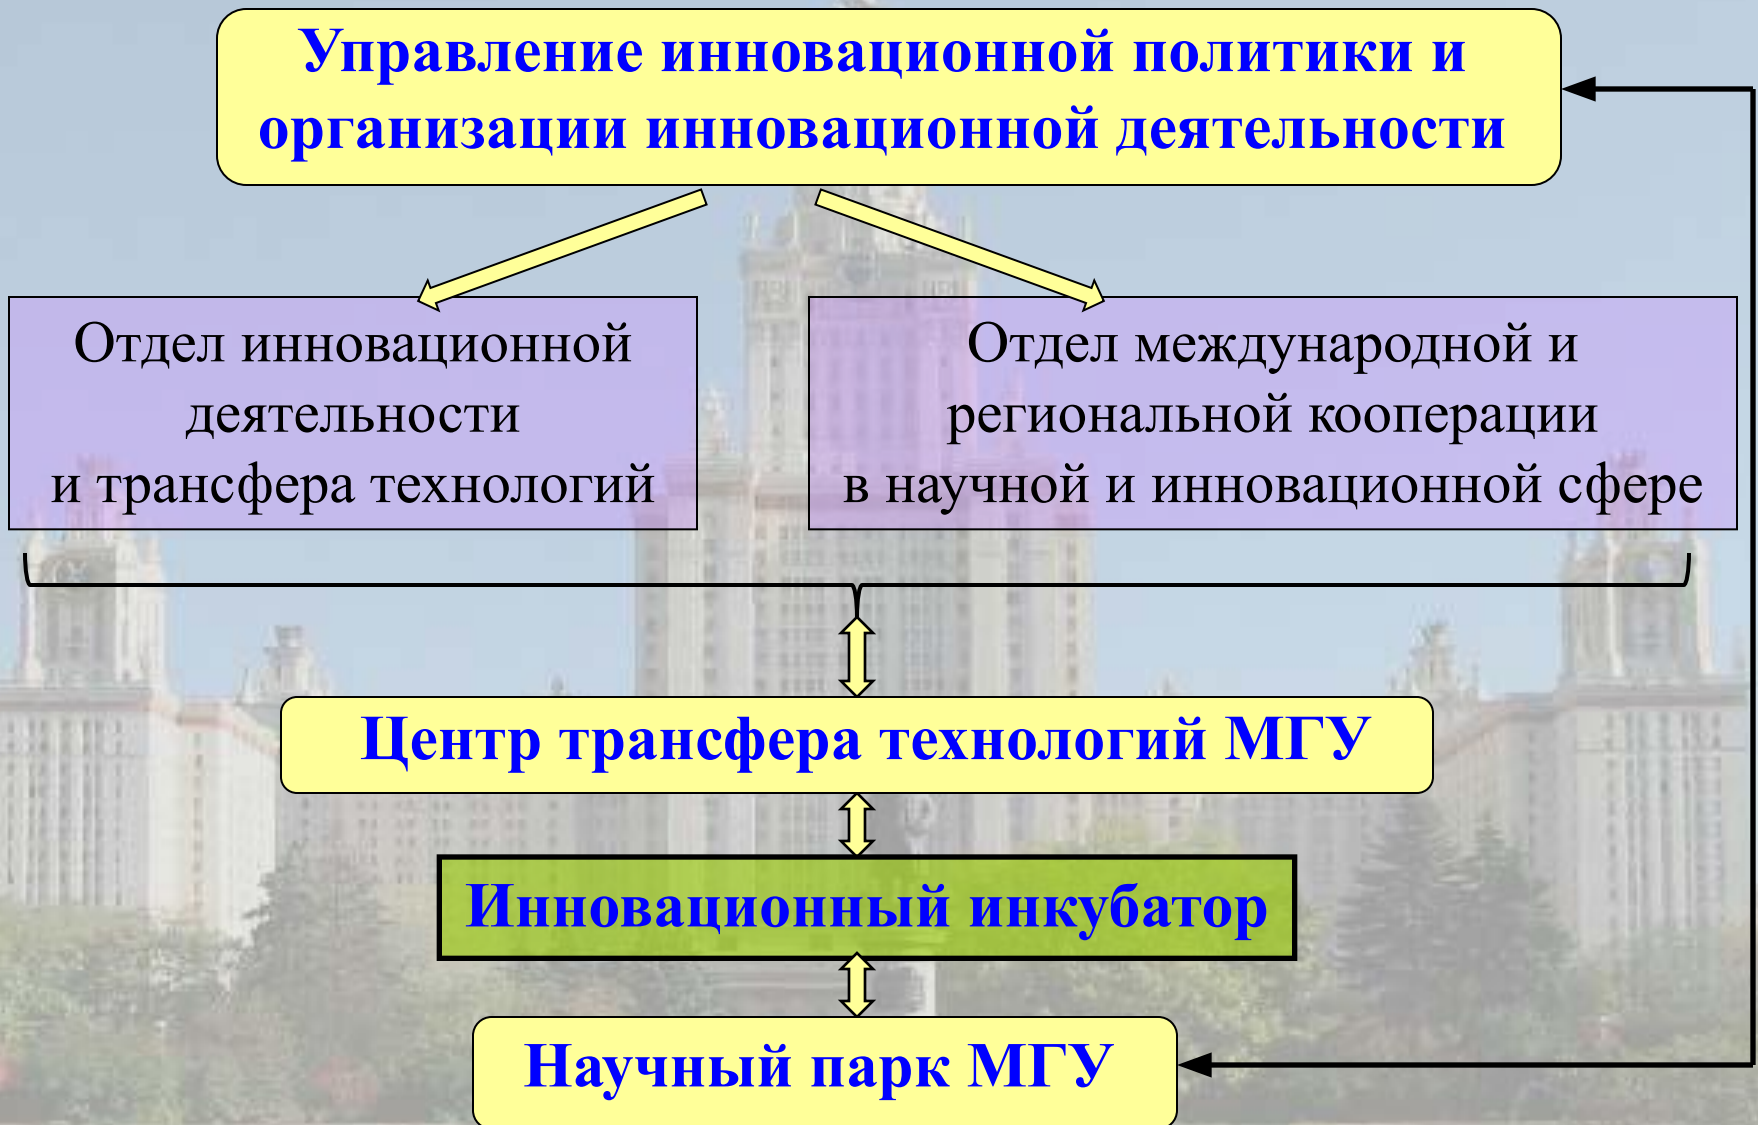 Управление инновационной политики и
организации инновационной деятельности
Отдел инновационной
деятельности
и трансфера технологий
Отдел международной и
региональной кооперации
в научной и инновационной сфере
Центр трансфера технологий МГУ
Инновационный инкубатор
Научный парк МГУ